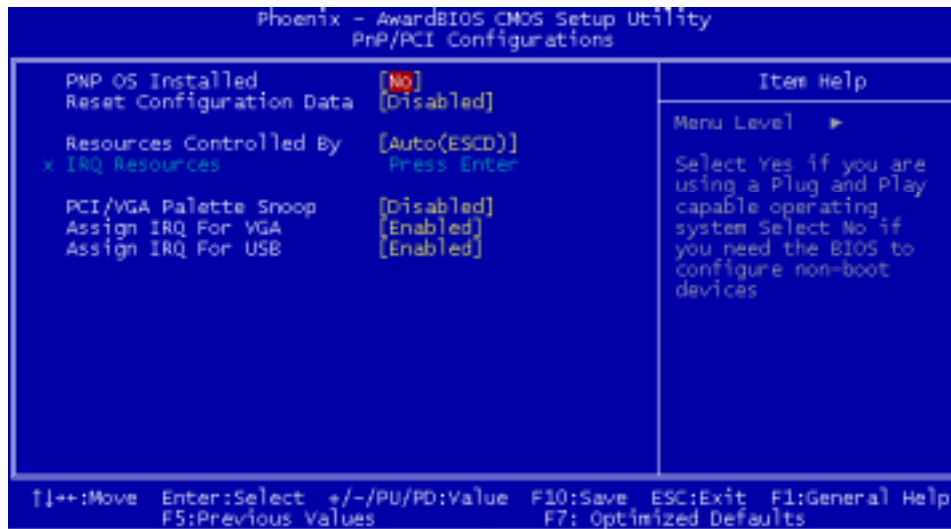 Phoenix - AwardBIOS CMOS Setup Utility
PnP/PCI Configurations
PNP OS Installed [No]
Reset Configuration Data [Disabled]
Resources Controlled By [Auto(ESCD)]
x IRQ Resources Press Enter
PCI/VGA Palette Snoop [Disabled]
Assign IRQ For VGA [Enabled]
Assign IRQ For USB [Enabled]
Item Help
Menu Level ►
Select Yes if you are
using a Plug and Play
capable operating
system Select No if
you need the BIOS to
configure non-boot
devices
↑↓→←:Move Enter:Select +/-/PU/PD:Value F10:Save ESC:Exit F1:General Help
F5:Previous Values F7: Optimized Defaults